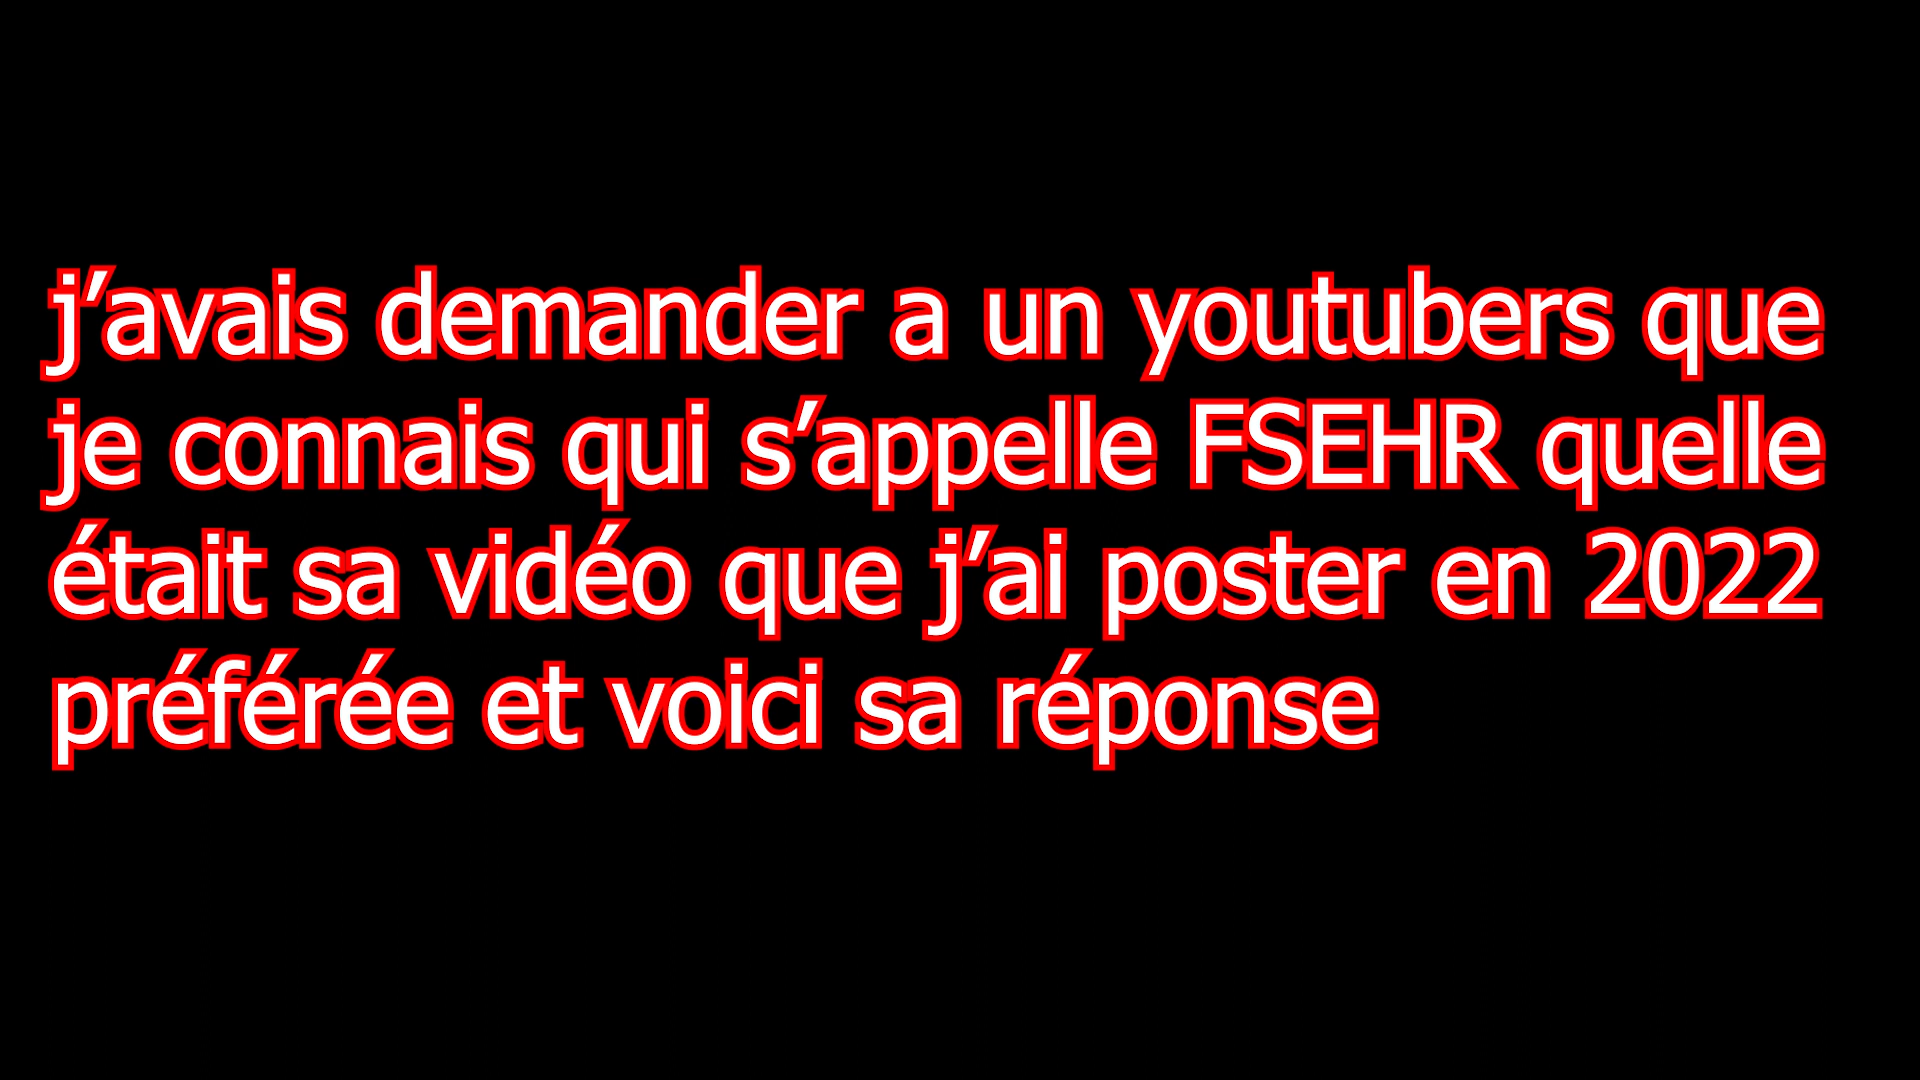 j’avais demander a un youtubers que
je connais qui s’appelle FSEHR quelle
était sa vidéo que j’ai poster en 2022
préférée et voici sa réponse